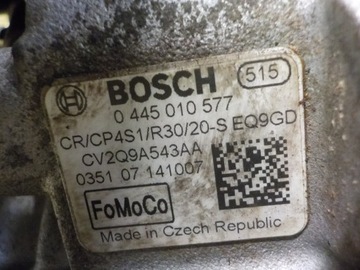 BOSCH 515
0 445 010 577
CR/CP4S1/R30/20-S EQ9GD
CV2Q9A543AA
0351 07 141007
FoMoCo
Made in Czech Republic